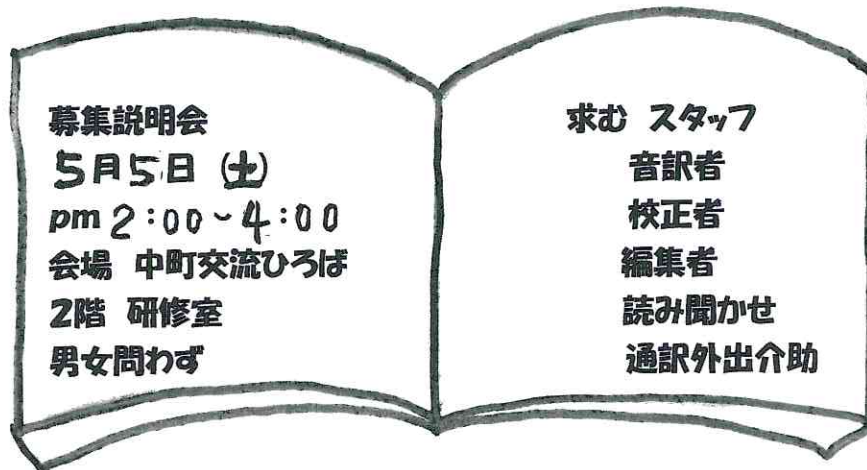 募集説明会
5月5日 (土)
pm 2:00~4:00
会場 中町交流ひろば
2階 研修室
男女問わず
求む スタッフ
音訳者
校正者
編集者
読み聞かせ
通訳外出介助